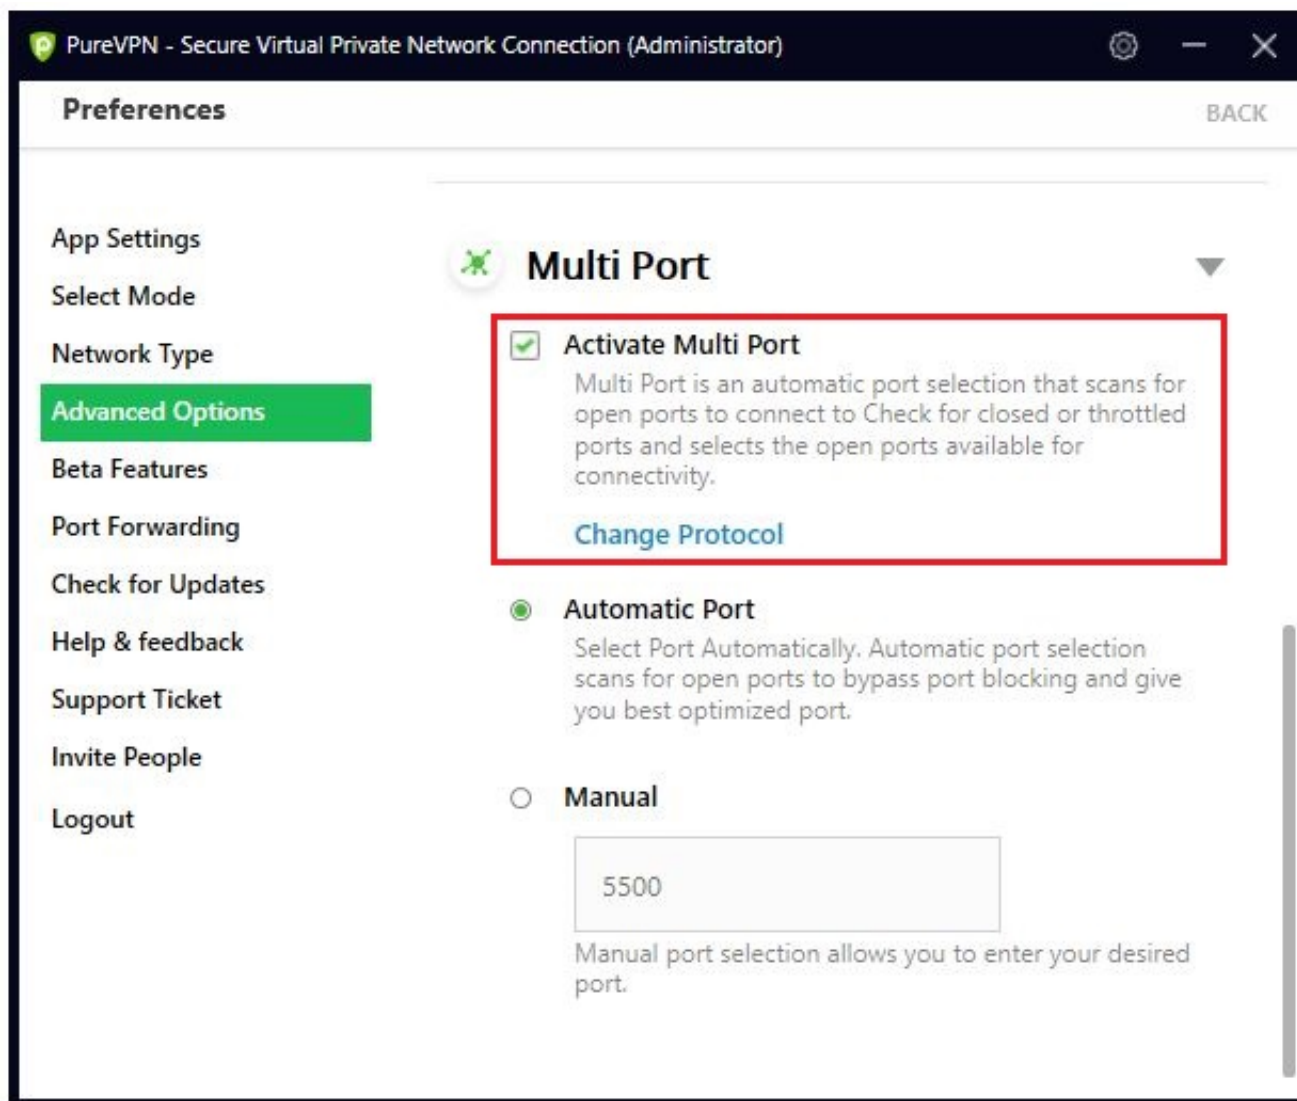 PureVPN - Secure Virtual Private Network Connection (Administrator)
Preferences
BACK
App Settings
Select Mode
Network Type
Advanced Options
Beta Features
Port Forwarding
Check for Updates
Help & feedback
Support Ticket
Invite People
Logout
Multi Port
Activate Multi Port
Multi Port is an automatic port selection that scans for
open ports to connect to Check for closed or throttled
ports and selects the open ports available for
connectivity.
Change Protocol
Automatic Port
Select Port Automatically. Automatic port selection
scans for open ports to bypass port blocking and give
you best optimized port.
Manual
5500
Manual port selection allows you to enter your desired
port.